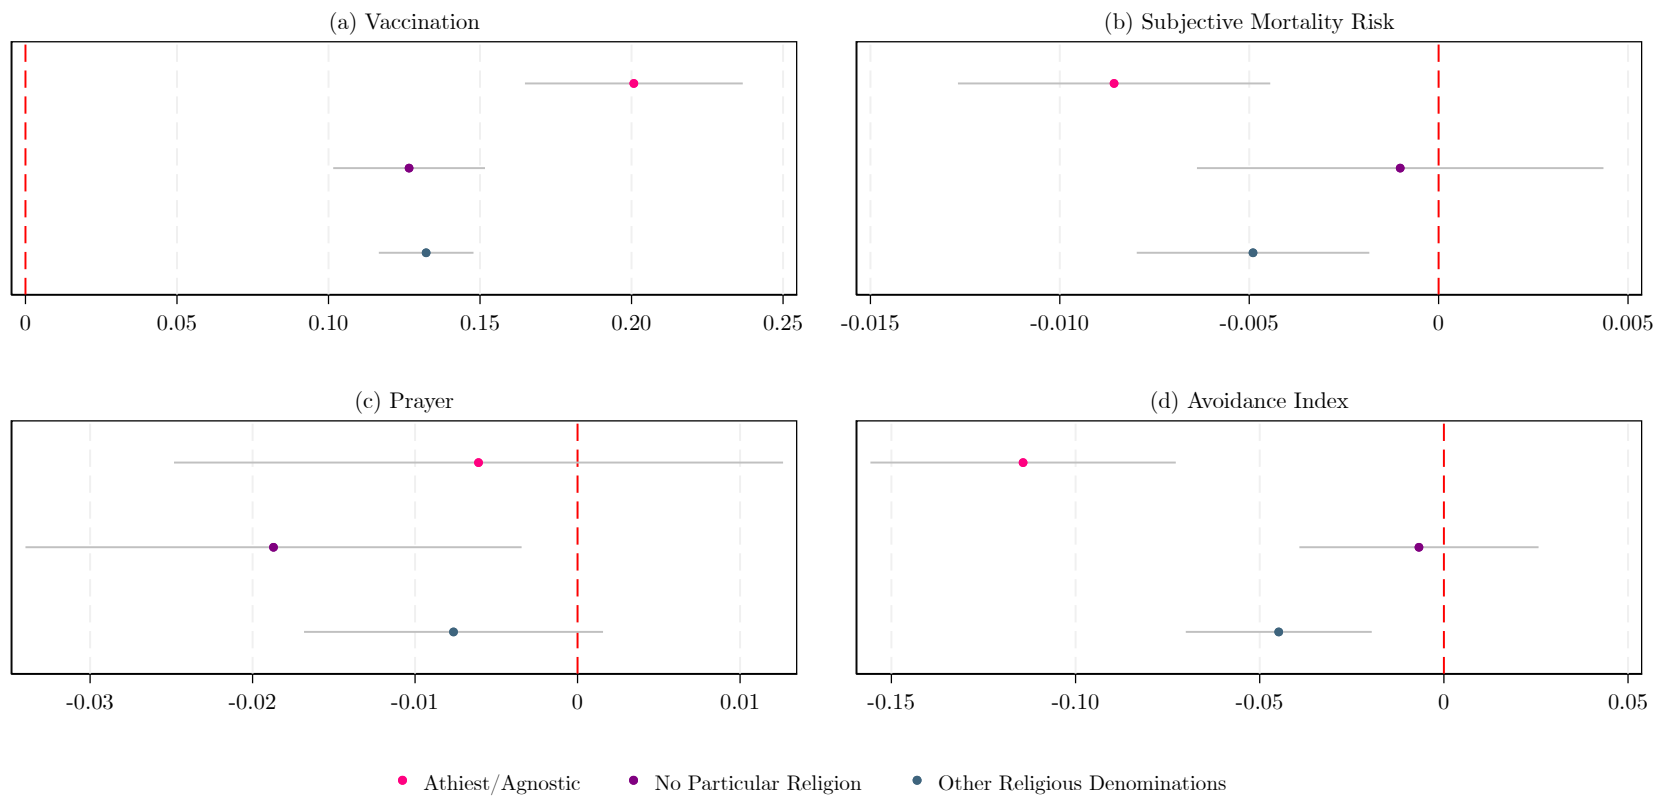 (a) Vaccination
(b) Subjective Mortality Risk
0 0.05 0.10 0.15 0.20 0.25
-0.015 -0.010 -0.005 0 0.005
(c) Prayer
(d) Avoidance Index
-0.03 -0.02 -0.01 0 0.01
-0.15 -0.10 -0.05 0 0.05
Athiest/Agnostic No Particular Religion Other Religious Denominations